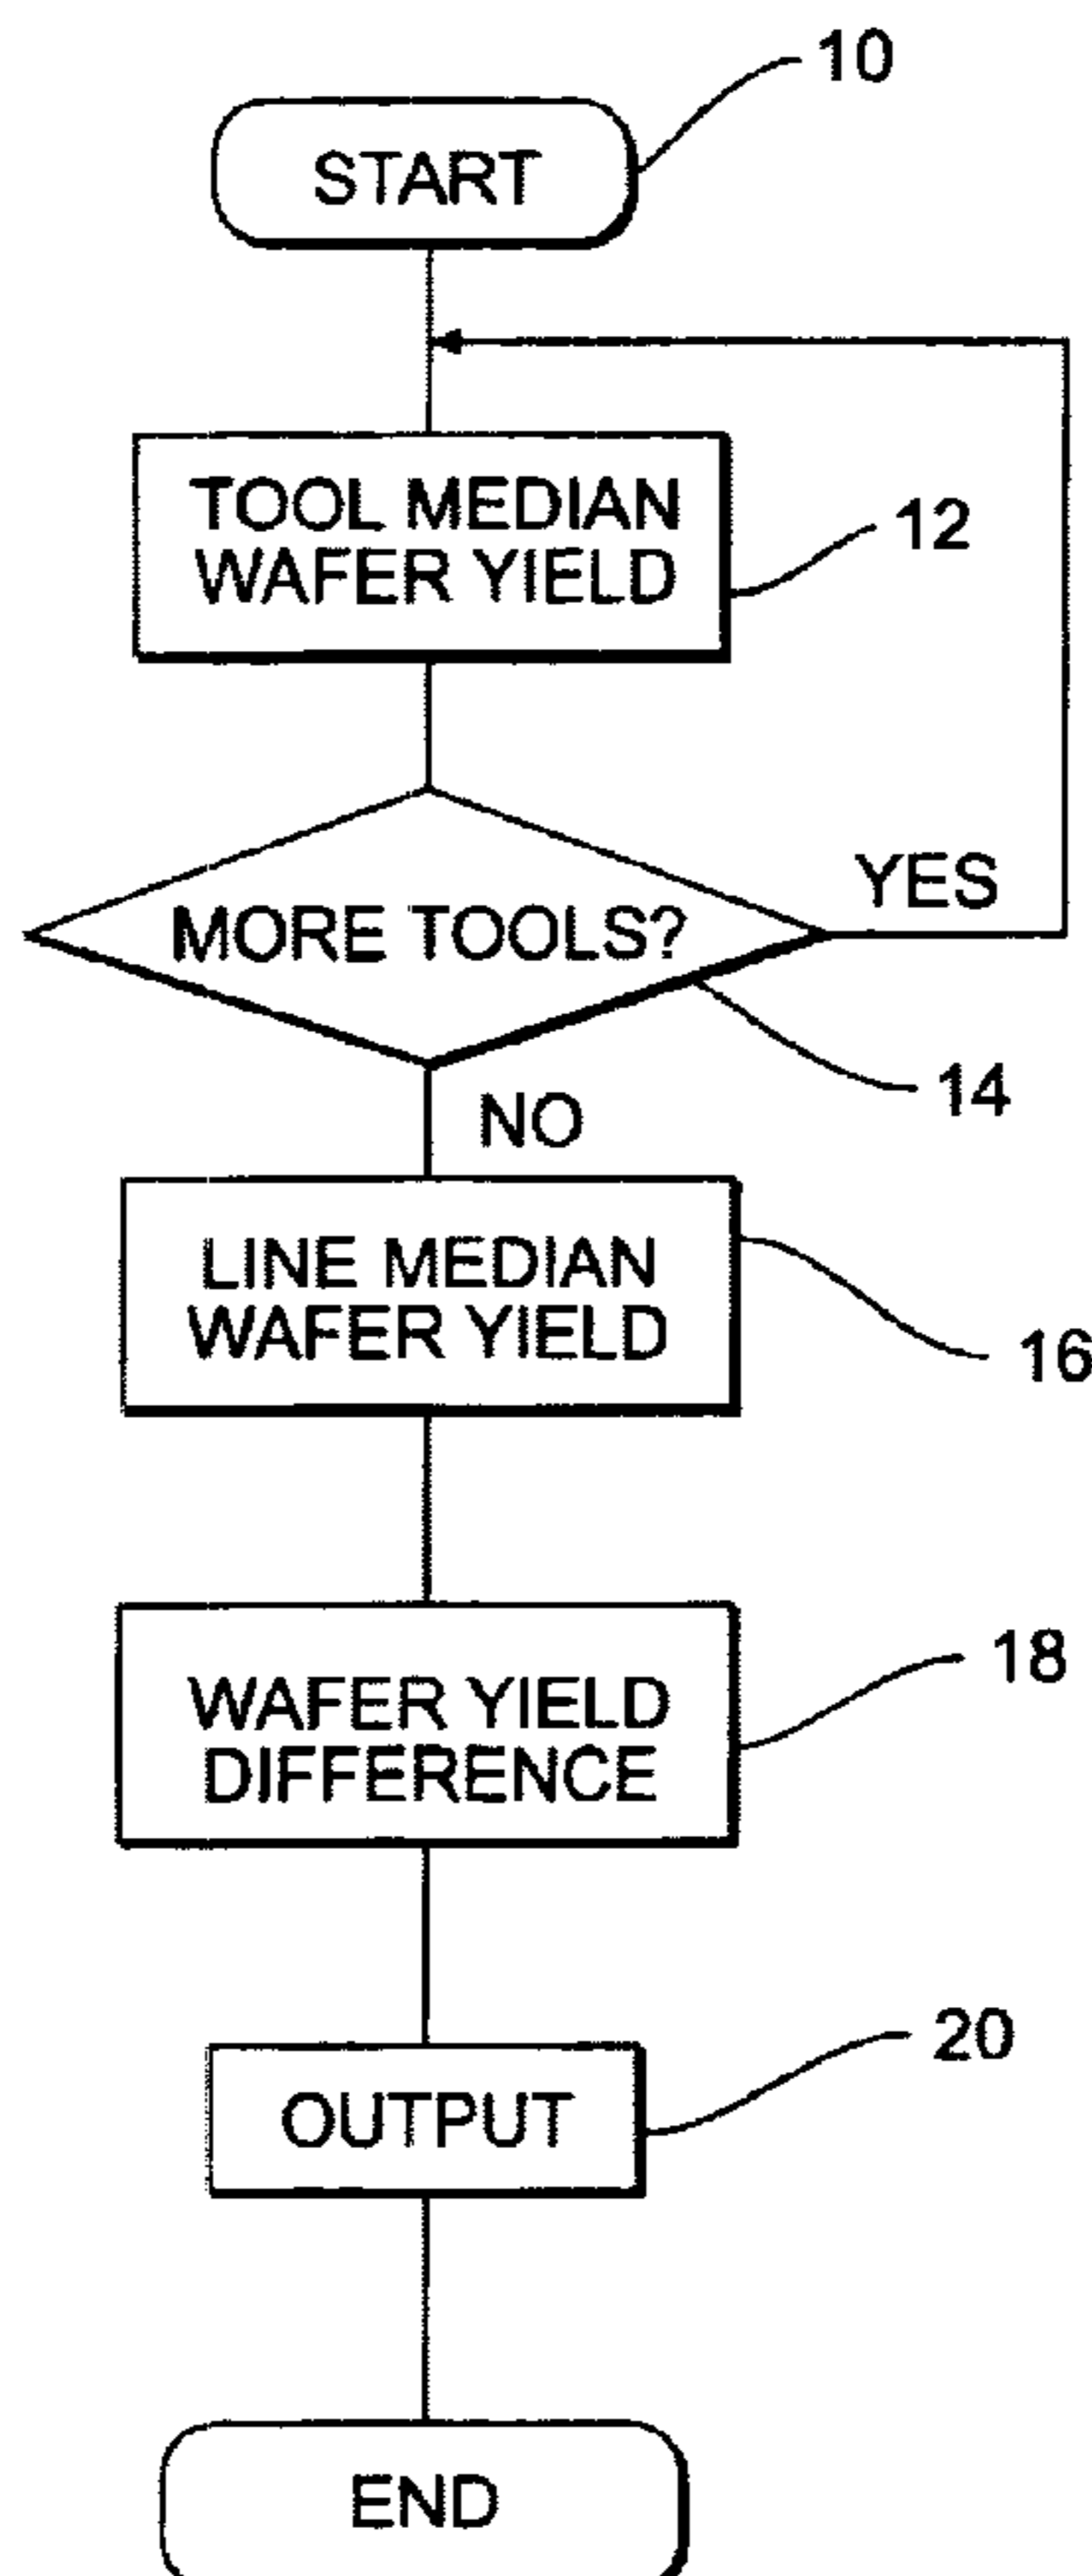 10
START
TOOL MEDIAN
WAFER YIELD
12
MORE TOOLS?
YES
14
NO
LINE MEDIAN
WAFER YIELD
16
WAFER YIELD
DIFFERENCE
18
OUTPUT
20
END